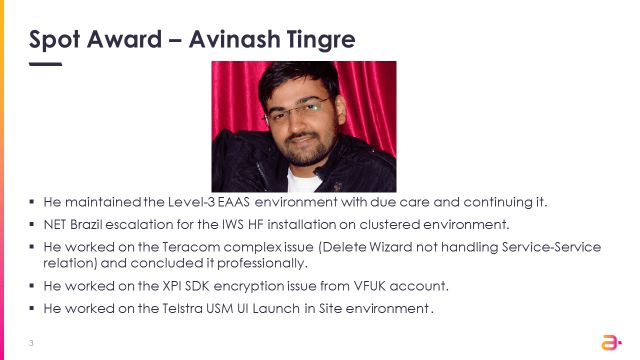 Spot Award – Avinash Tingre
▪ He maintained the Level-3 EAAS environment with due care and continuing it.
▪ NET Brazil escalation for the IWS HF installation on clustered environment.
▪ He worked on the Teracom complex issue (Delete Wizard not handling Service-Service
relation) and concluded it professionally.
▪ He worked on the XPI SDK encryption issue from VFUK account.
▪ He worked on the Telstra USM UI Launch in Site environment.
3